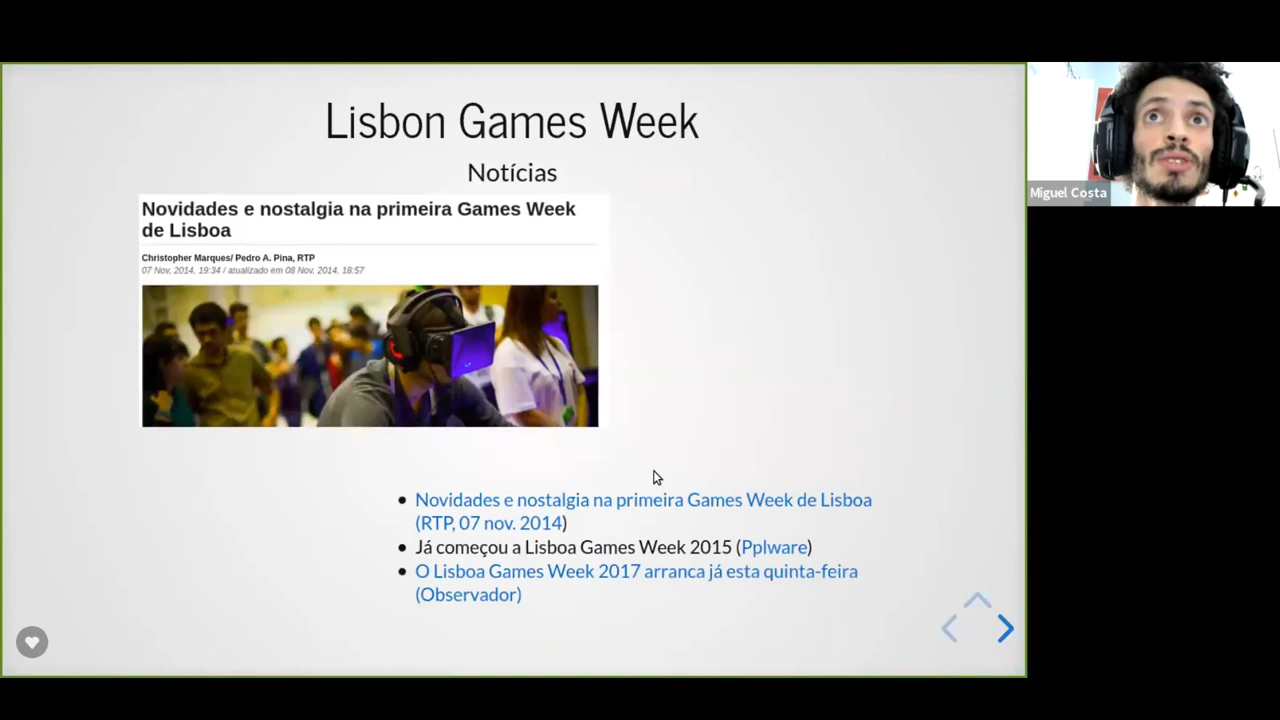 Lisbon Games Week
Notícias
Novidades e nostalgia na primeira Games Week
de Lisboa
Christopher Marques/ Pedro A. Pina, RTP
07 Nov, 2014, 19:34 / atualizado em 08 Nov. 2014, 18:57
Novidades e nostalgia na primeira Games Week de Lisboa
(RTP, 07 nov. 2014)
Já começou a Lisboa Games Week 2015 (Pplware)
O Lisboa Games Week 2017 arranca já esta quinta-feira
(Observador)
Miguel Costa